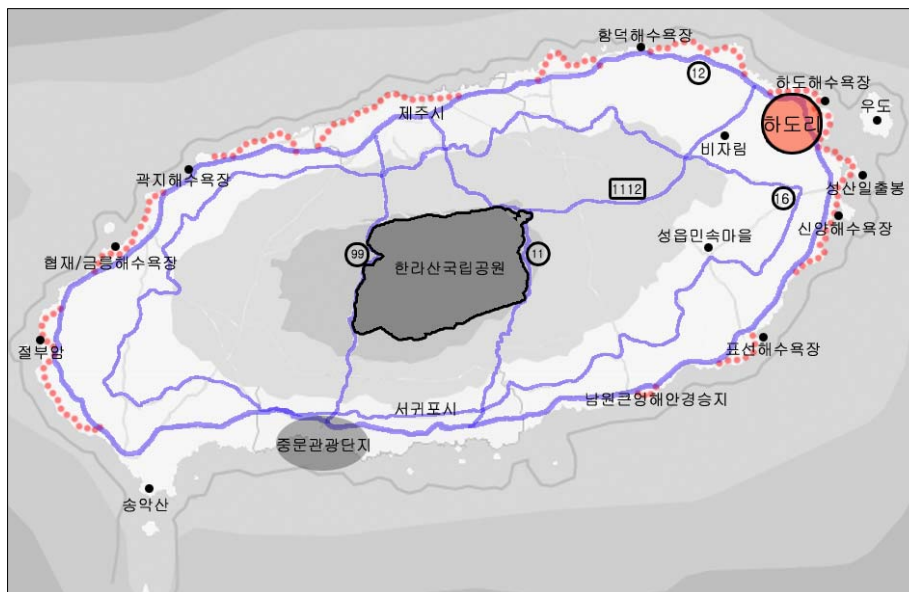 함덕해수욕장
12
하도해수욕장
우도
제주시
하도리
비자림
곽지해수욕장
1112
성산일출봉
16
신양해수욕장
성읍민속마을
협재/금릉해수욕장
99
한라산국립공원
11
절부암
표선해수욕장
서귀포시
남원큰엉해안경승지
중문관광단지
송악산